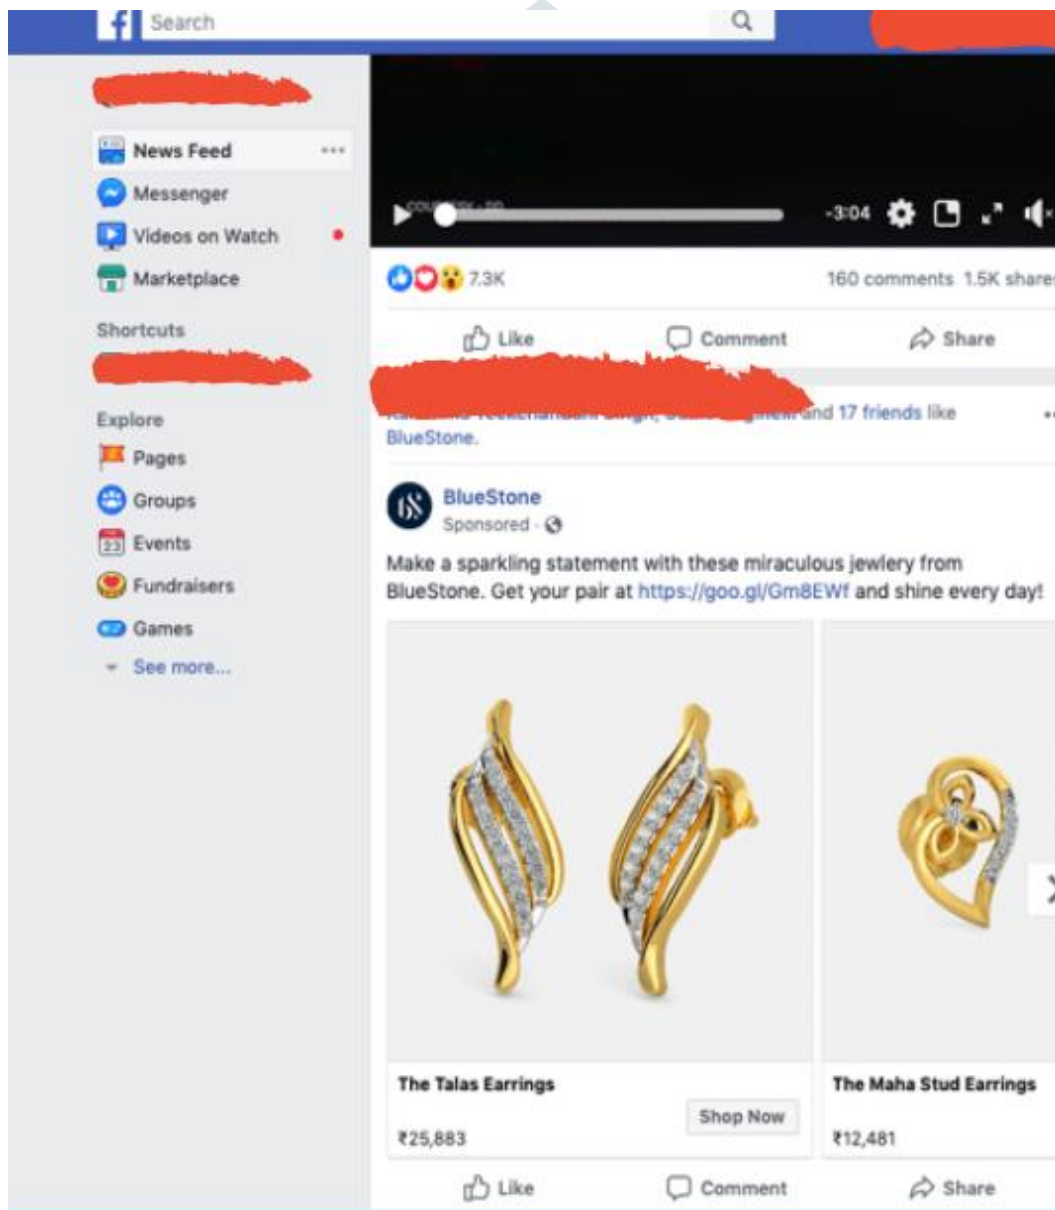 Search
News Feed
Messenger
Videos on Watch
Marketplace
Shortcuts
Explore
Pages
Groups
23
Events
Fundraisers
Games
See more...
-3:04
7.3K
160 comments 1.5K shares
Like Comment Share
and 17 friends like
BlueStone.
BlueStone
Sponsored ·
Make a sparkling statement with these miraculous jewlery from
BlueStone. Get your pair at https://goo.gl/Gm8EWf and shine every day!
The Talas Earrings
Shop Now
₹25,883
The Maha Stud Earrings
₹12,481
Like Comment Share